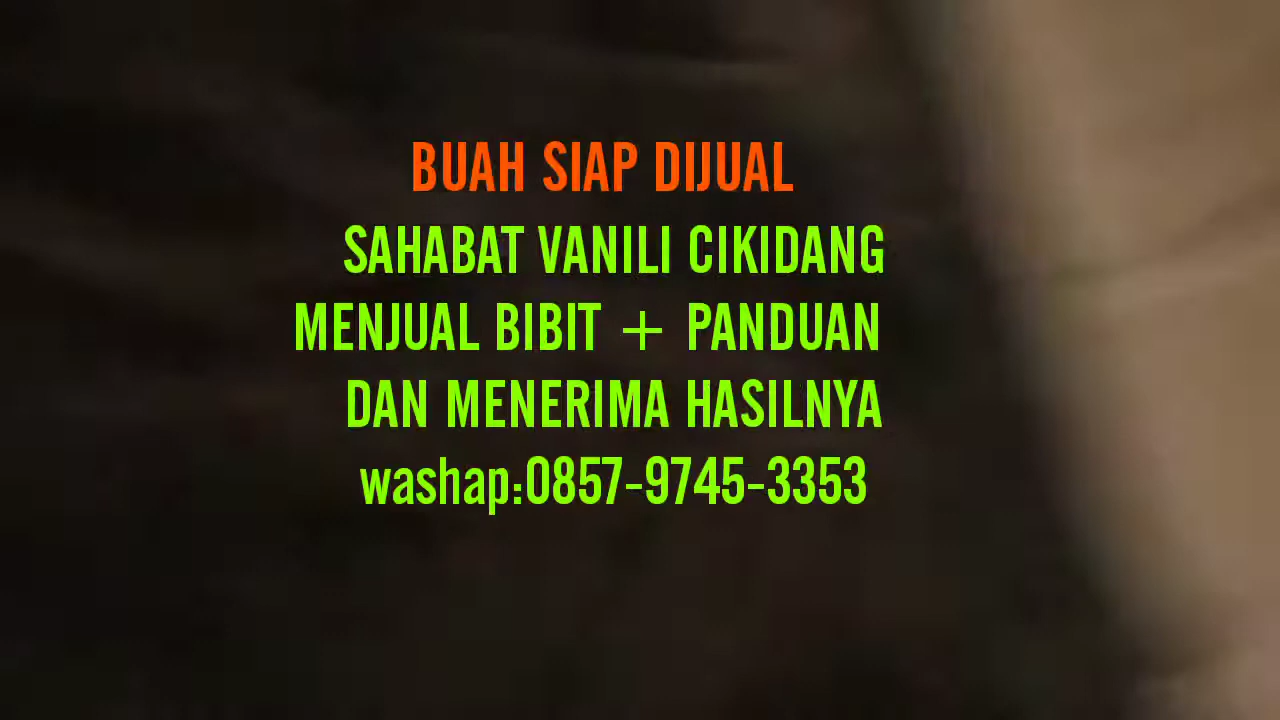 BUAH SIAP DIJUAL
SAHABAT VANILI CIKIDANG
MENJUAL BIBIT + PANDUAN
DAN MENERIMA HASILNYA
washap:0857-9745-3353